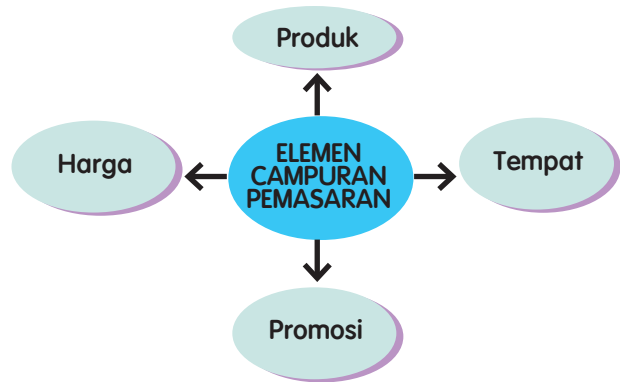 Produk
Harga
ELEMEN
CAMPURAN
PEMASARAN
Tempat
Promosi